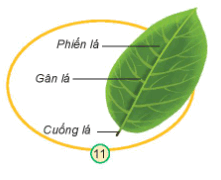 Phiến lá
Gân lá
Cuống lá
11